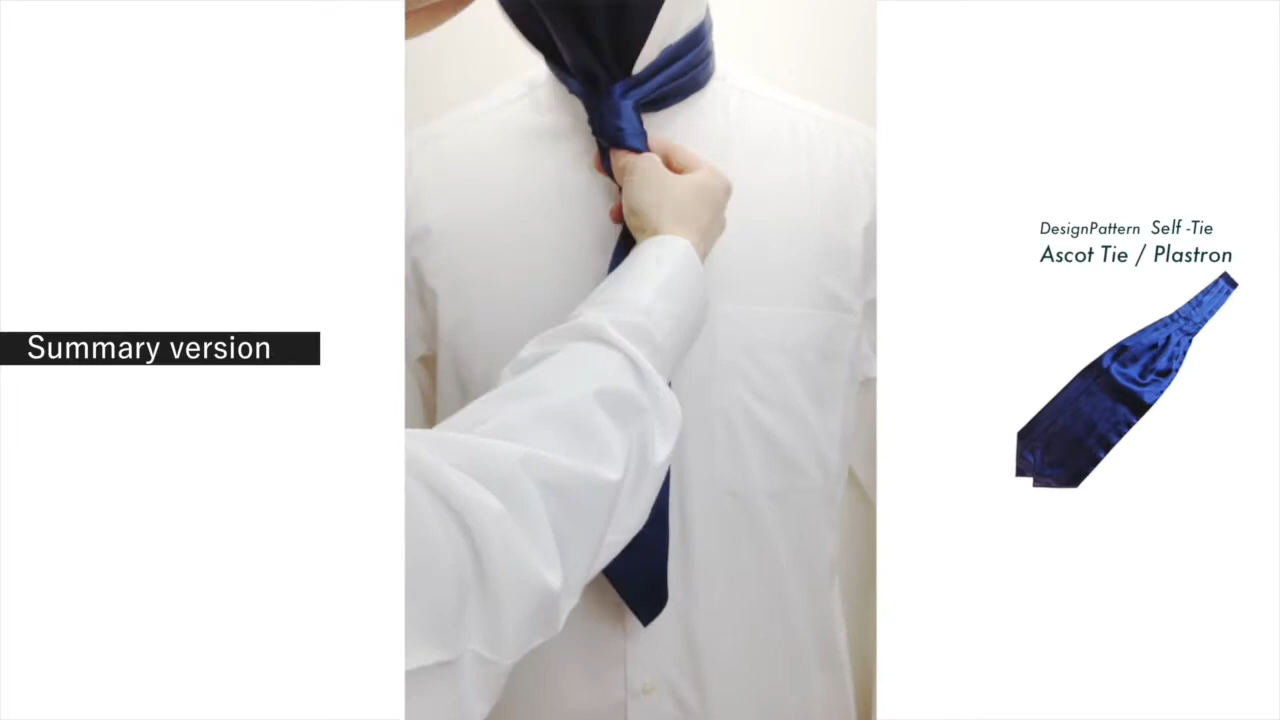 Summary version
DesignPattern Self -Tie
Ascot Tie / Plastron